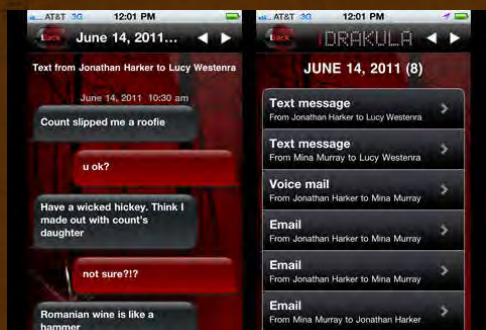 AT&T 3G 12:01 PM
Back June 14, 2011...
Text from Jonathan Harker to Lucy Westenra
June 14, 2011 10:30 am
Count slipped me a roofie
u ok?
Have a wicked hickey. Think I
made out with count's
daughter
not sure?!?
Romanian wine is like a
hammer
AT&T 3G 12:01 PM
Back iDRAKULA
JUNE 14, 2011 (8)
Text message
From Jonathan Harker to Lucy Westenra
Text message
From Mina Murray to Lucy Westenra
Voice mail
From Jonathan Harker to Mina Murray
Email
From Jonathan Harker to Mina Murray
Email
From Jonathan Harker to Mina Murray
Email
From Mina Murray to Jonathan Harker